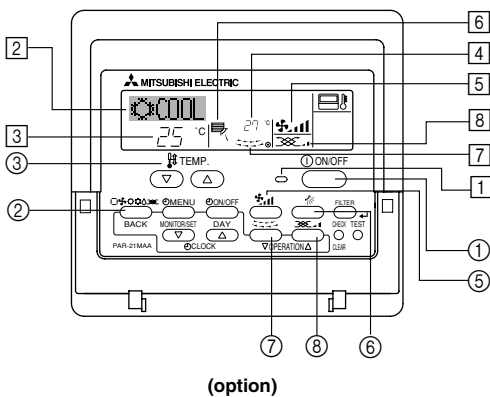 6
2
4
5
MITSUBISHI ELECTRIC
COOL
27 °C
8
3
25 °C
7
③
TEMP.
ON/OFF
1
②
MENU
ON/OFF
FILTER
BACK
MONITOR/SET
DAY
CHECK TEST
PAR-21MAA
CLOCK
OPERATION
CLEAR
①
⑤
⑦
⑧
⑥
(option)